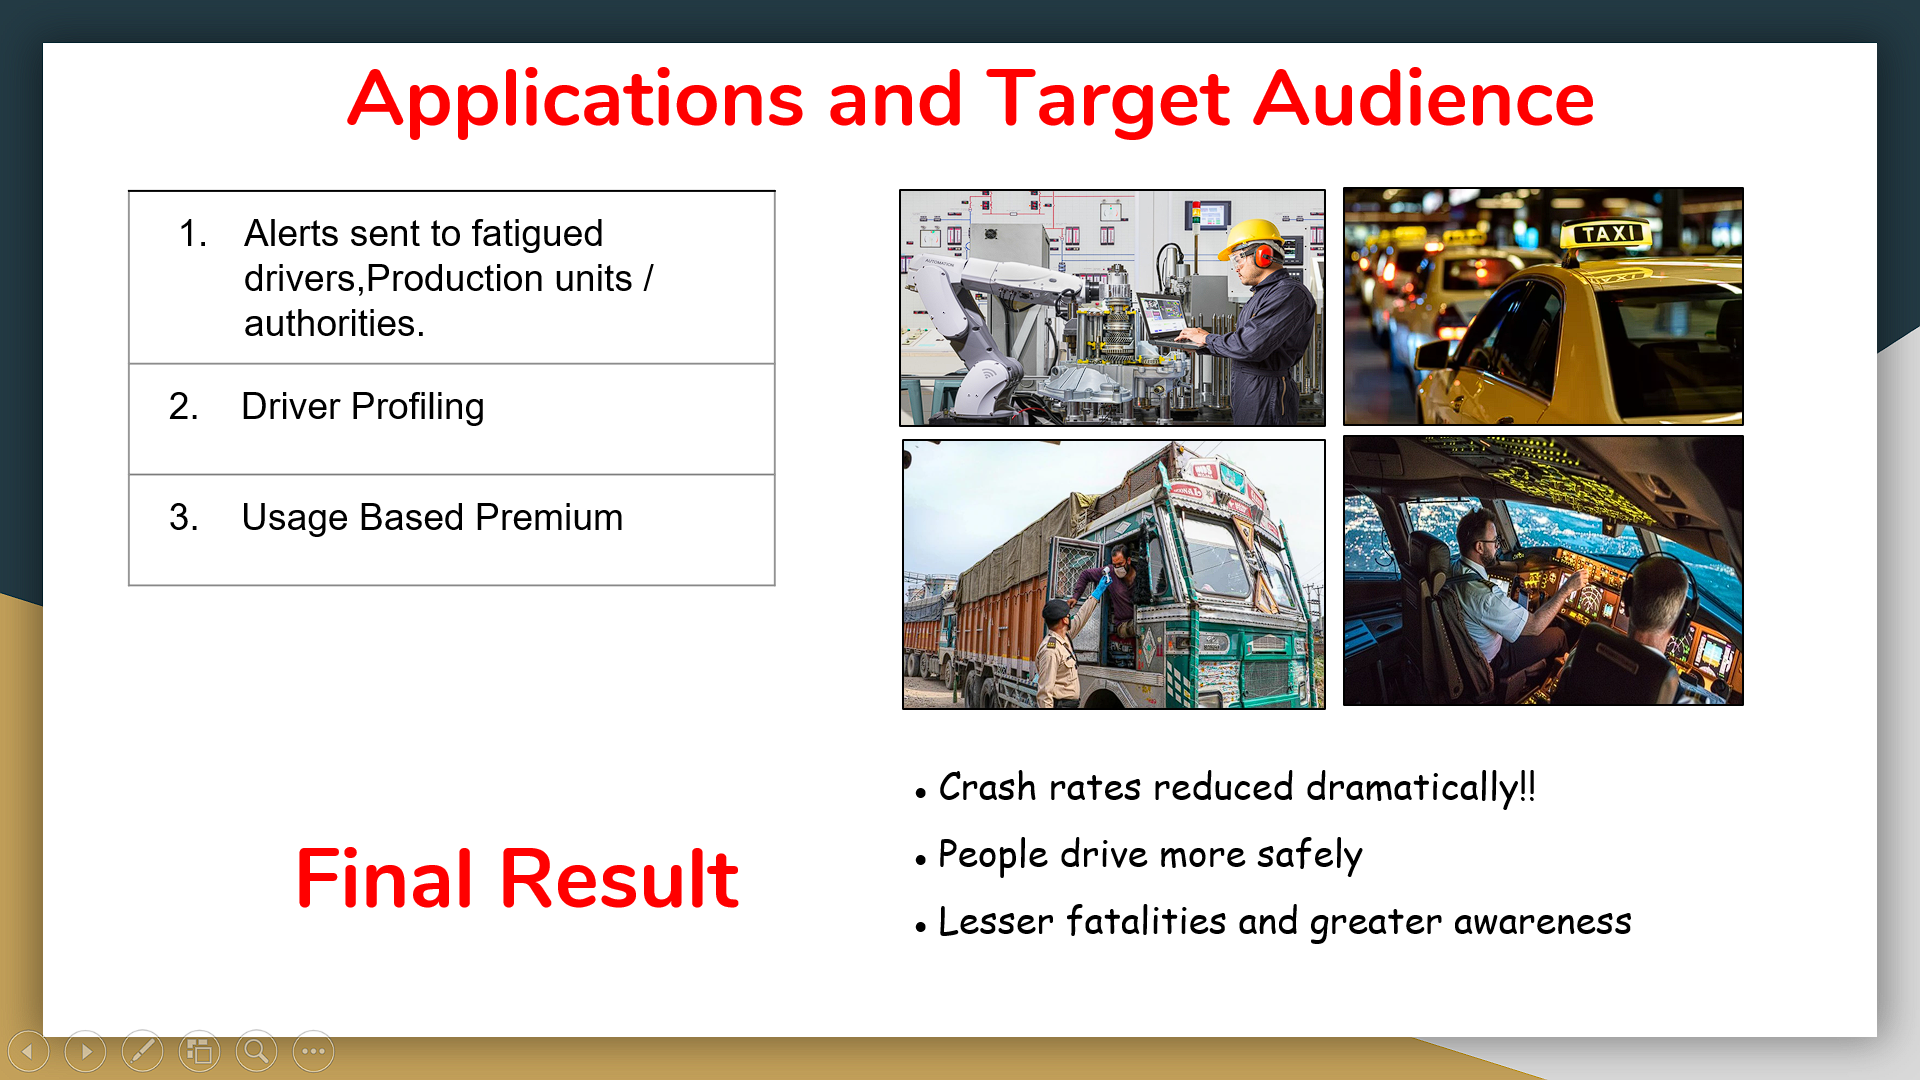 Applications and Target Audience
1. Alerts sent to fatigued
drivers,Production units /
authorities.
2. Driver Profiling
3. Usage Based Premium
AUTOMATION
TAXI
Final Result
• Crash rates reduced dramatically!!
• People drive more safely
• Lesser fatalities and greater awareness